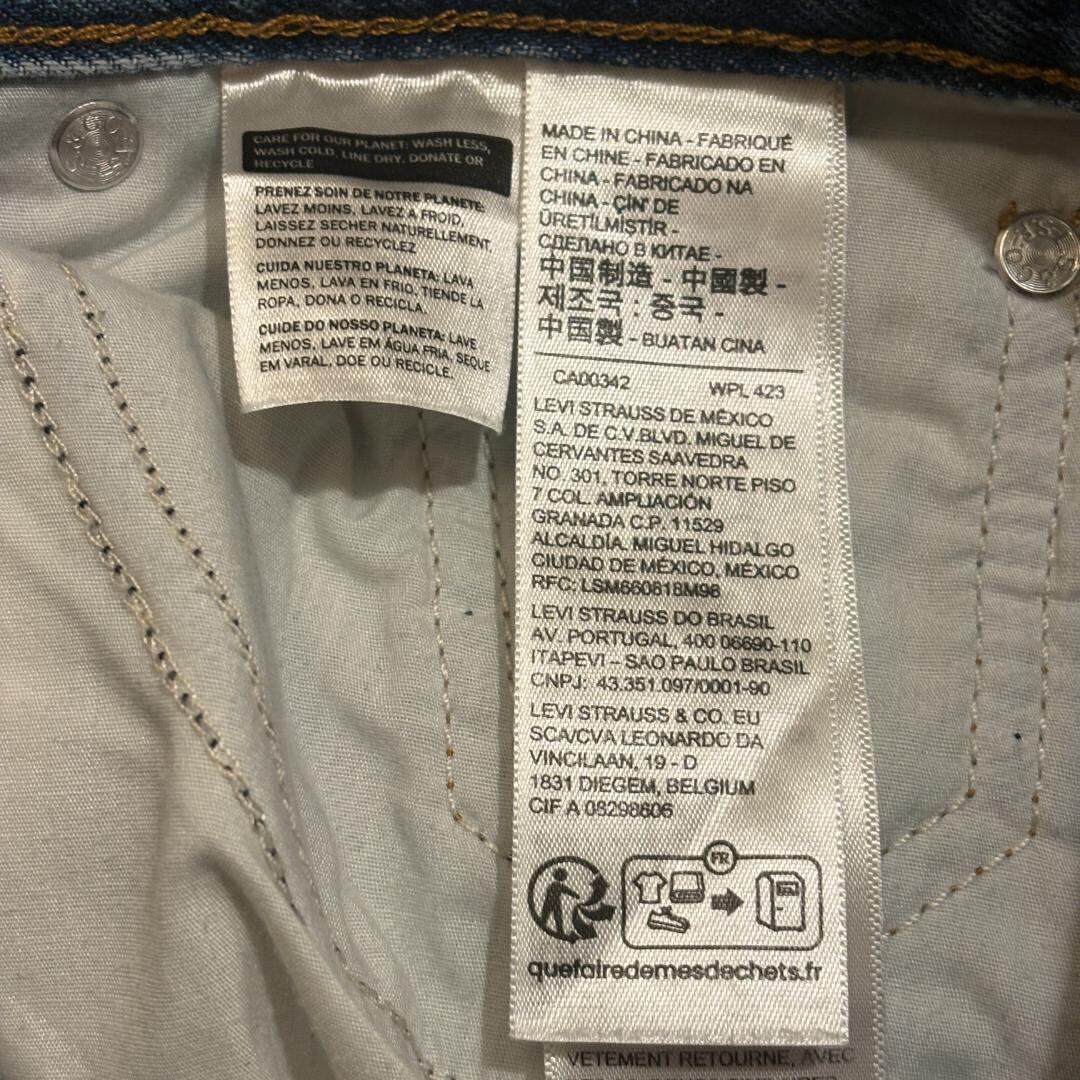 CARE FOR OUR PLANET: WASH LESS,
WASH COLD, LINE DRY, DONATE OR
RECYCLE
PRENEZ SOIN DE NOTRE PLANETE:
LAVEZ MOINS, LAVEZ A FROID,
LAISSEZ SECHER NATURELLEMENT,
DONNEZ OU RECYCLEZ
CUIDA NUESTRO PLANETA: LAVA
MENOS, LAVA EN FRIO, TIENDE LA
ROPA, DONA O RECICLA.
CUIDE DO NOSSO PLANETA: LAVE
MENOS, LAVE EM ÁGUA FRIA, SEQUE
EM VARAL, DOE OU RECICLE.
MADE IN CHINA - FABRIQUÉ
EN CHINE - FABRICADO EN
CHINA - FABRICADO NA
CHINA - ÇİN' DE
ÜRETİLMİŞTİR -
СДЕЛАНО В КИТАЕ -
中国制造 - 中國製 -
제조국 : 중국 -
中国製 - BUATAN CINA
CA00342 WPL 423
LEVI STRAUSS DE MÉXICO
S.A. DE C.V.BLVD. MIGUEL DE
CERVANTES SAAVEDRA
NO. 301, TORRE NORTE PISO
7 COL. AMPLIACIÓN
GRANADA C.P. 11529
ALCALDÍA. MIGUEL HIDALGO
CIUDAD DE MÉXICO, MÉXICO
RFC: LSM660818M98
LEVI STRAUSS DO BRASIL
AV. PORTUGAL, 400 06690-110
ITAPEVI – SAO PAULO BRASIL
CNPJ: 43.351.097/0001-90
LEVI STRAUSS & CO. EU
SCA/CVA LEONARDO DA
VINCILAAN, 19 - D
1831 DIEGEM, BELGIUM
CIF A 08298606
FR
quefairedemesdechets.fr
VETEMENT RETOURNE, AVEC